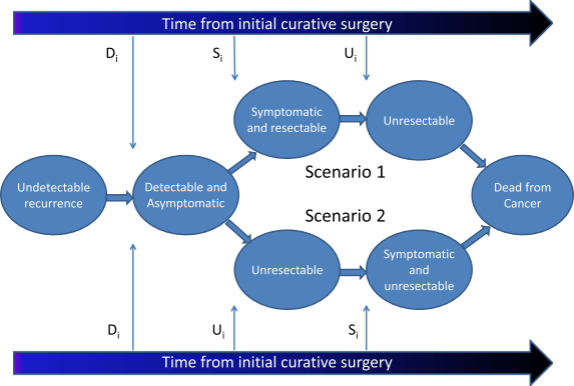 Time from initial curative surgery
Di Si Ui
Symptomatic
and resectable
Unresectable
Scenario 1
Undetectable
recurrence
Detectable and
Asymptomatic
Dead from
Cancer
Scenario 2
Unresectable
Symptomatic
and
unresectable
Di Ui Si
Time from initial curative surgery